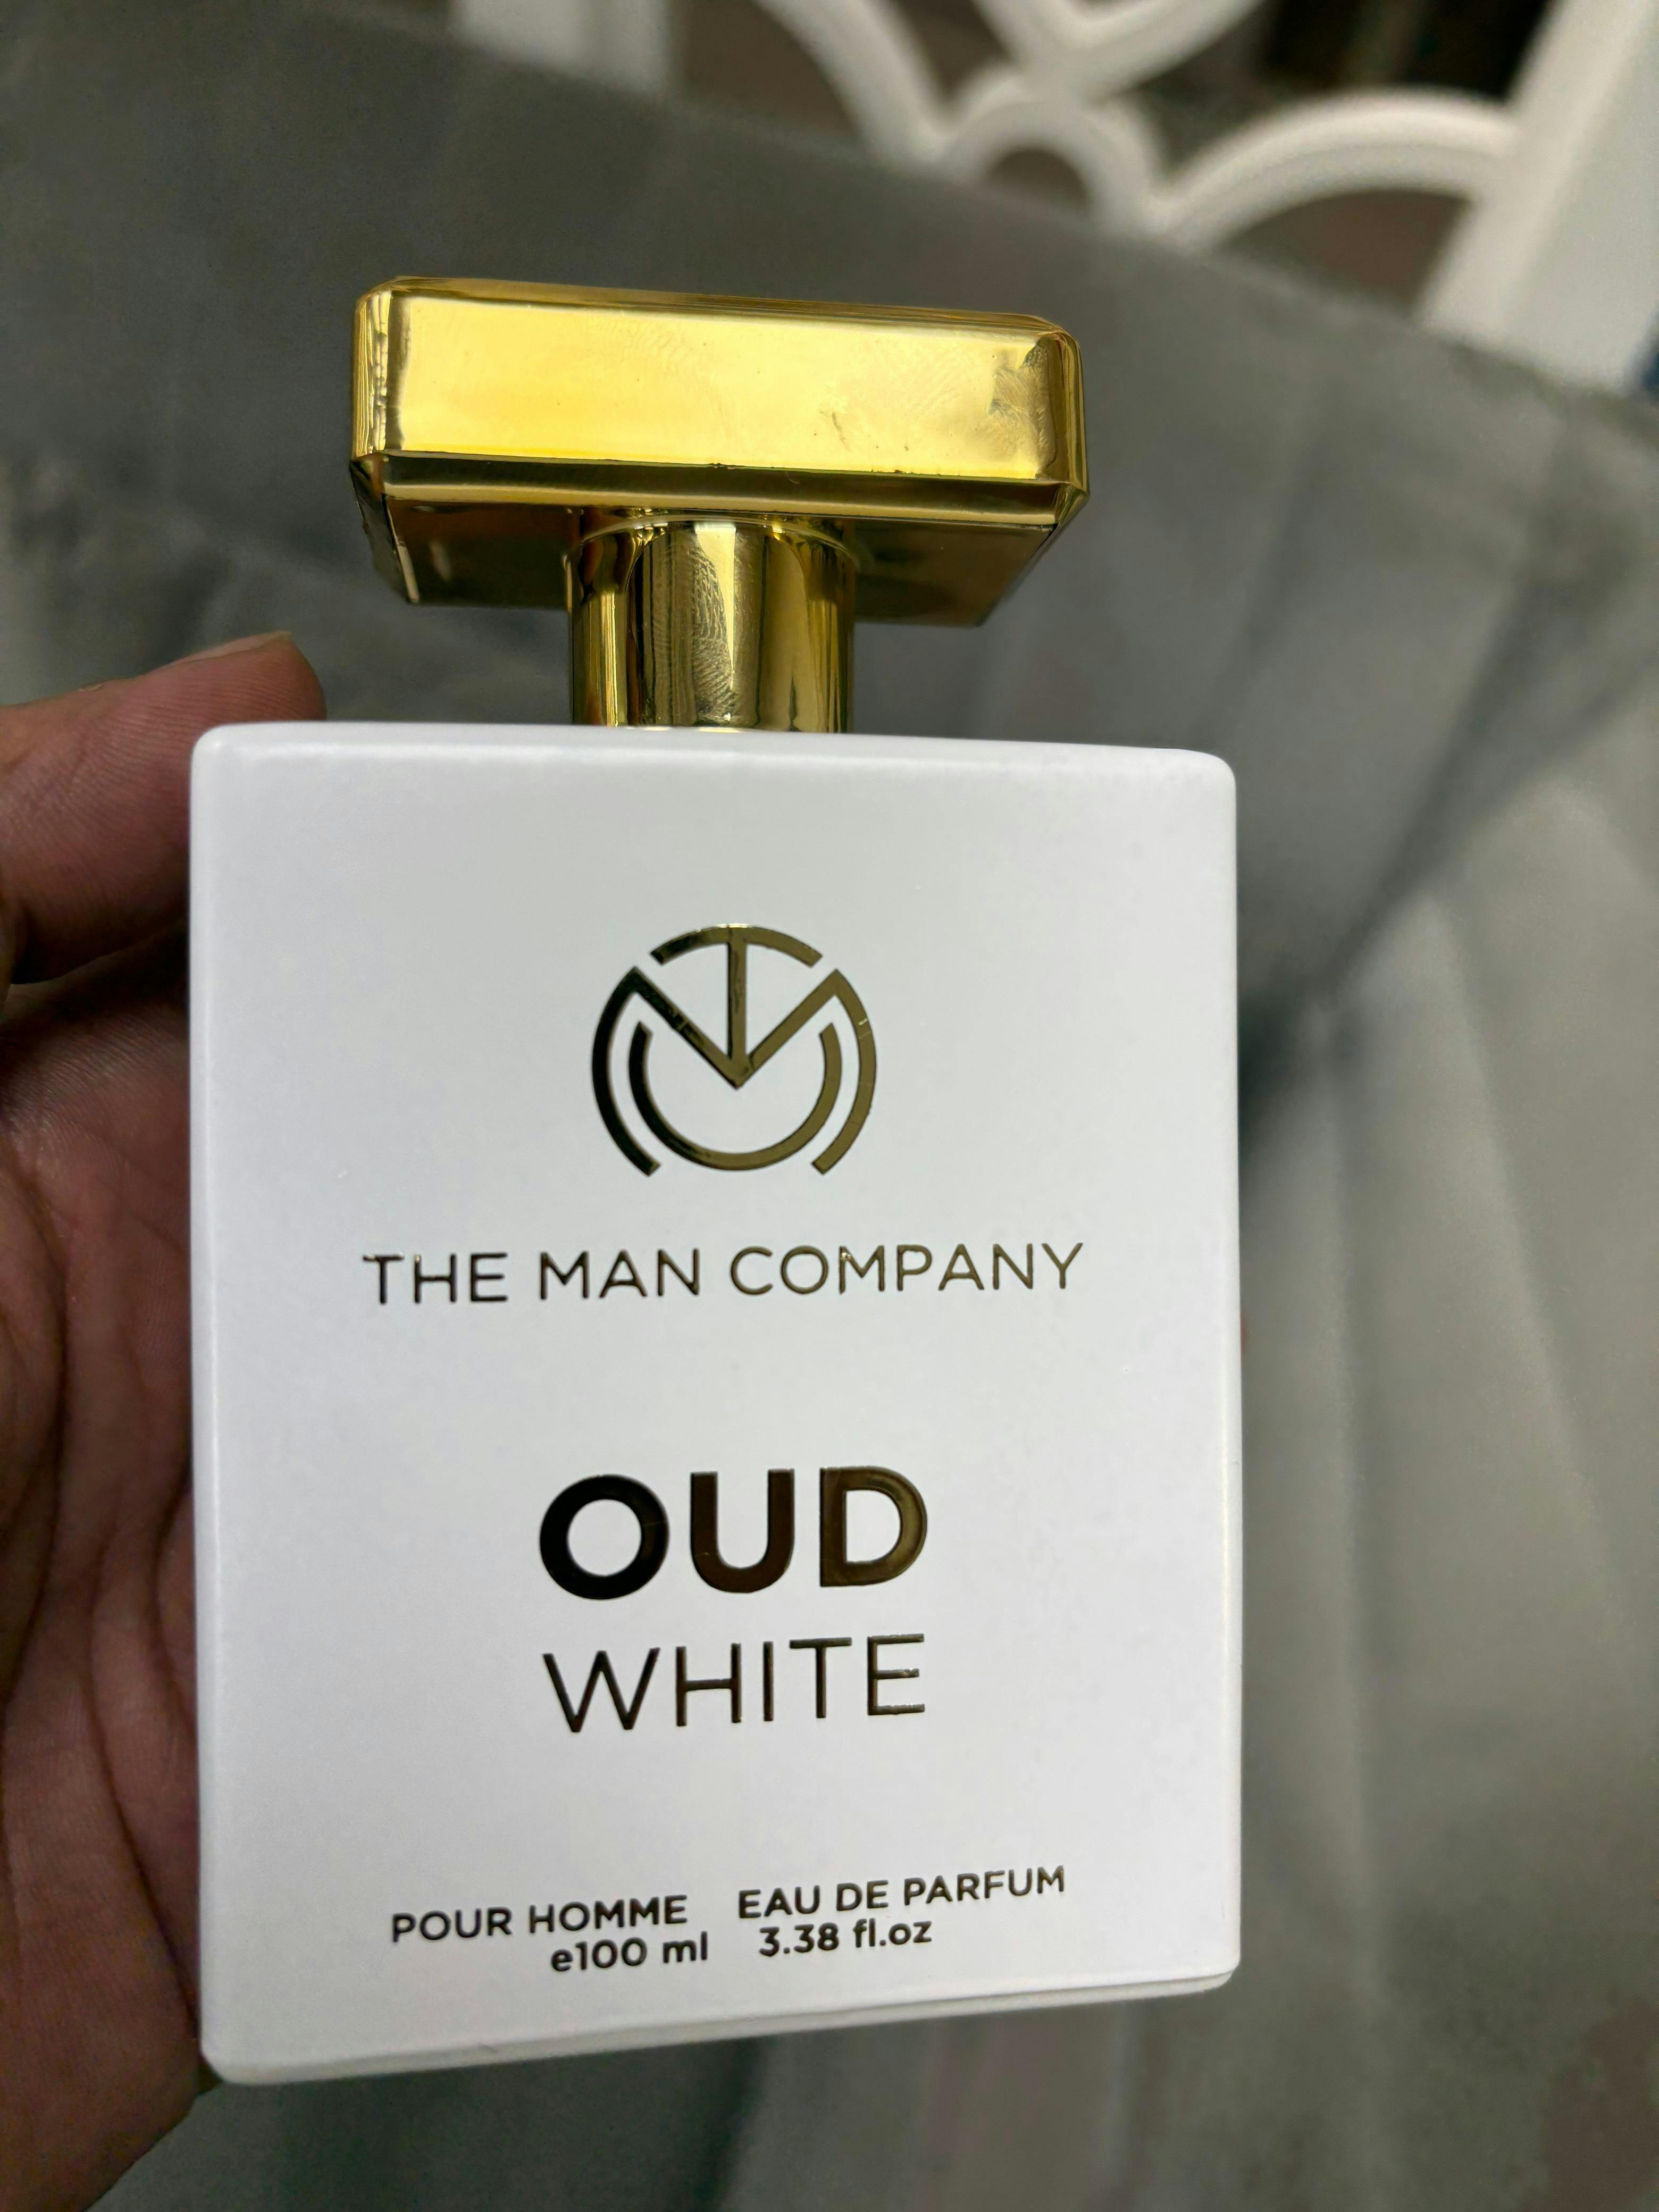 THE MAN COMPANY
OUD
WHITE
POUR HOMME EAU DE PARFUM
e100 ml 3.38 fl.oz